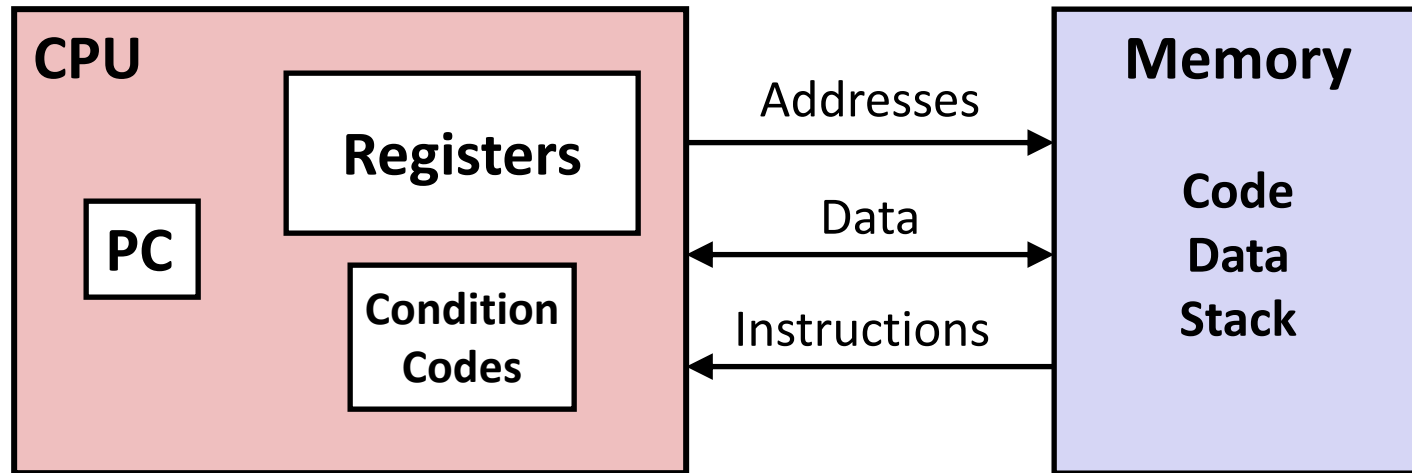 CPU
Registers
PC
Condition
Codes
Addresses
Data
Instructions
Memory
Code
Data
Stack